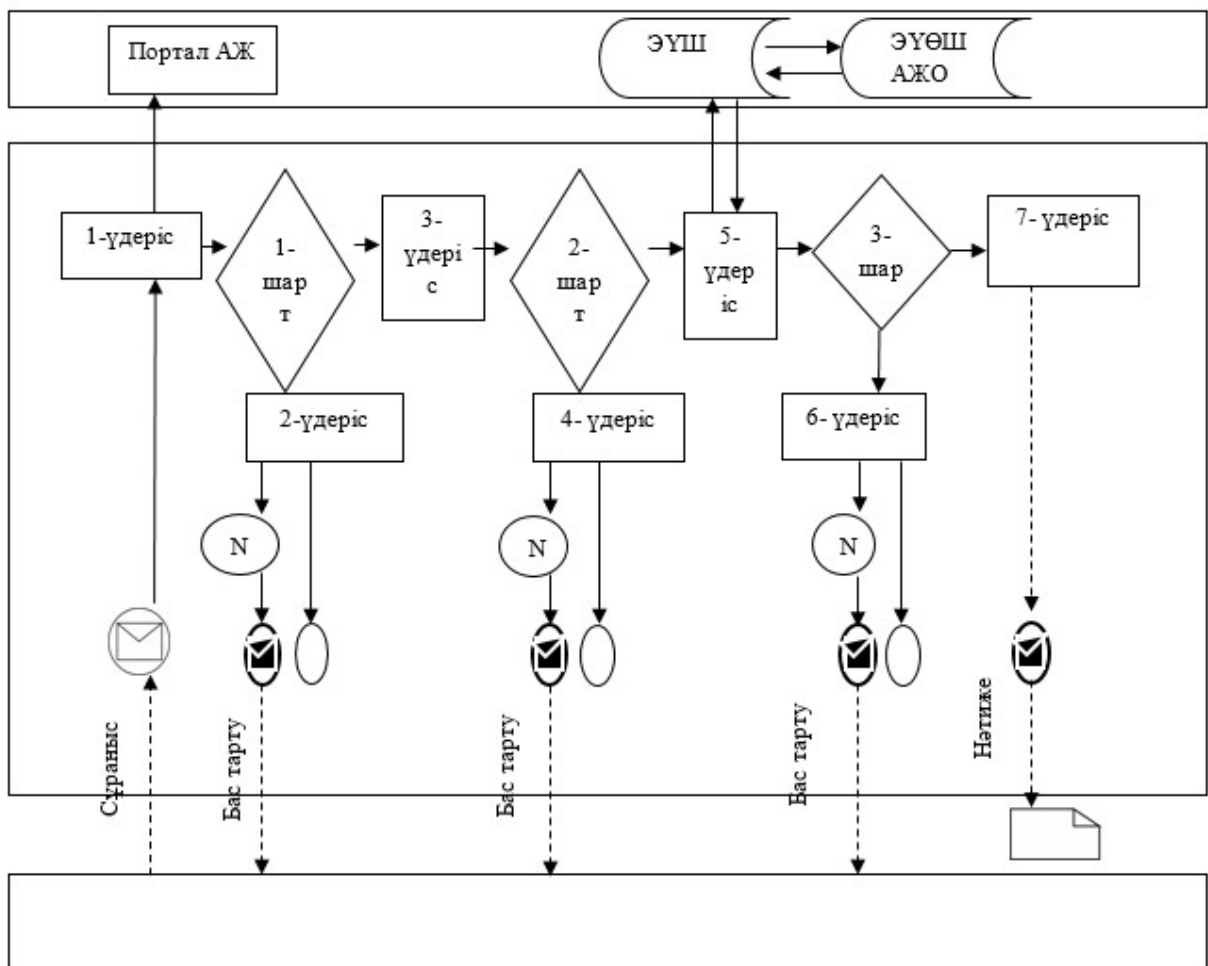 Портал АЖ
ЭҮШ
ЭҮӨШ
АЖО
1-үдеріс
1-
шар
т
3-
үдері
с
2-
шар
т
5-
үдер
іс
3-
шар
7- үдеріс
2-үдеріс
4- үдеріс
6- үдеріс
N
N
N
Сұраныс
Бас тарту
Бас тарту
Бас тарту
Нәтиже